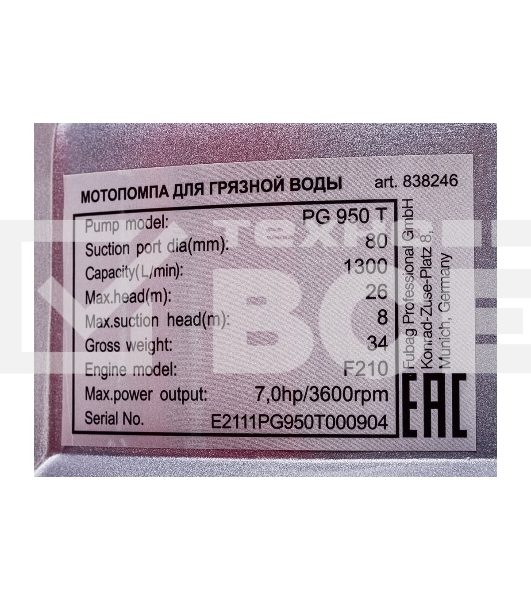 МОТОПОМПА ДЛЯ ГРЯЗНОЙ ВОДЫ art. 838246
Pump model: PG 950 T
Suction port dia(mm): 80
Capacity(L/min): 1300
Max.head(m): 26
Max.suction head(m): 8
Gross weight: 34
Engine model: F210
Max.power output: 7,0hp/3600rpm
Serial No. E2111PG950T000904
Fubag Professional GmbH
Konrad-Zuse-Platz 8,
Munich, Germany
EAC
ВСЕ